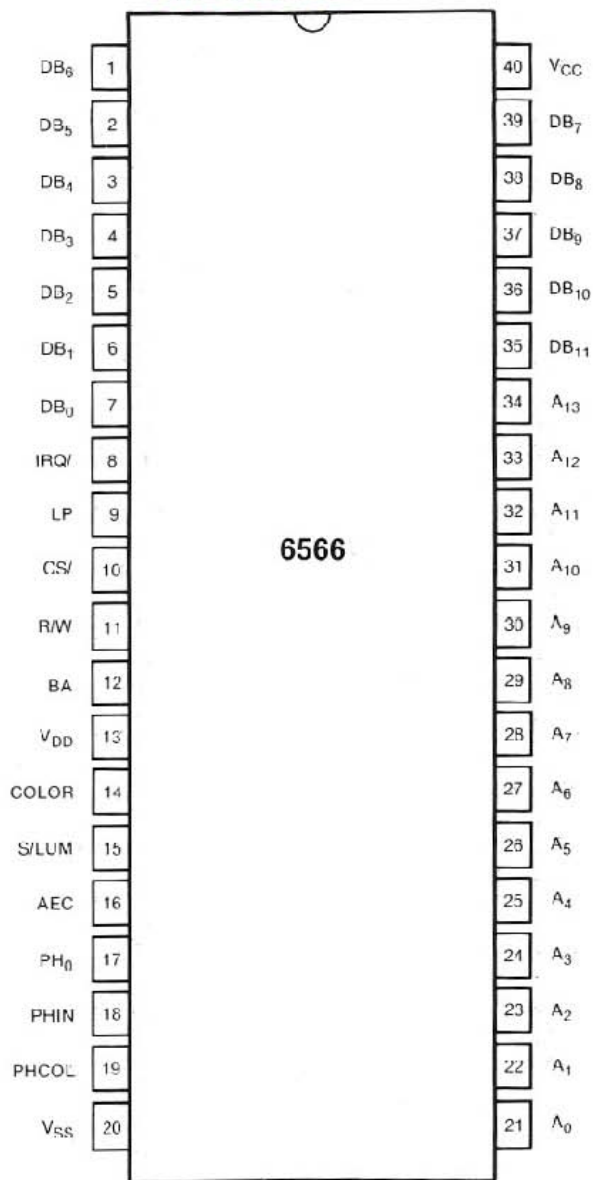 DB₆ 1 40 V_CC
DB₅ 2 39 DB₇
DB₄ 3 38 DB₈
DB₃ 4 37 DB₉
DB₂ 5 36 DB₁₀
DB₁ 6 35 DB₁₁
DB₀ 7 34 A₁₃
IRQ/ 8 33 A₁₂
LP 9 32 A₁₁
6566
CS/ 10 31 A₁₀
R/W 11 30 A₉
BA 12 29 A₈
V_DD 13 28 A₇
COLOR 14 27 A₆
S/LUM 15 26 A₅
AEC 16 25 A₄
PH₀ 17 24 A₃
PHIN 18 23 A₂
PHCOL 19 22 A₁
V_SS 20 21 A₀